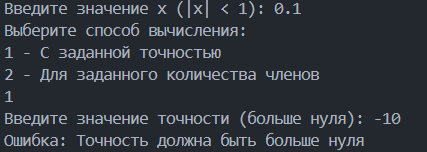 Введите значение x (|x| < 1): 0.1
Выберите способ вычисления:
1 - С заданной точностью
2 - Для заданного количества членов
1
Введите значение точности (больше нуля): -10
Ошибка: Точность должна быть больше нуля